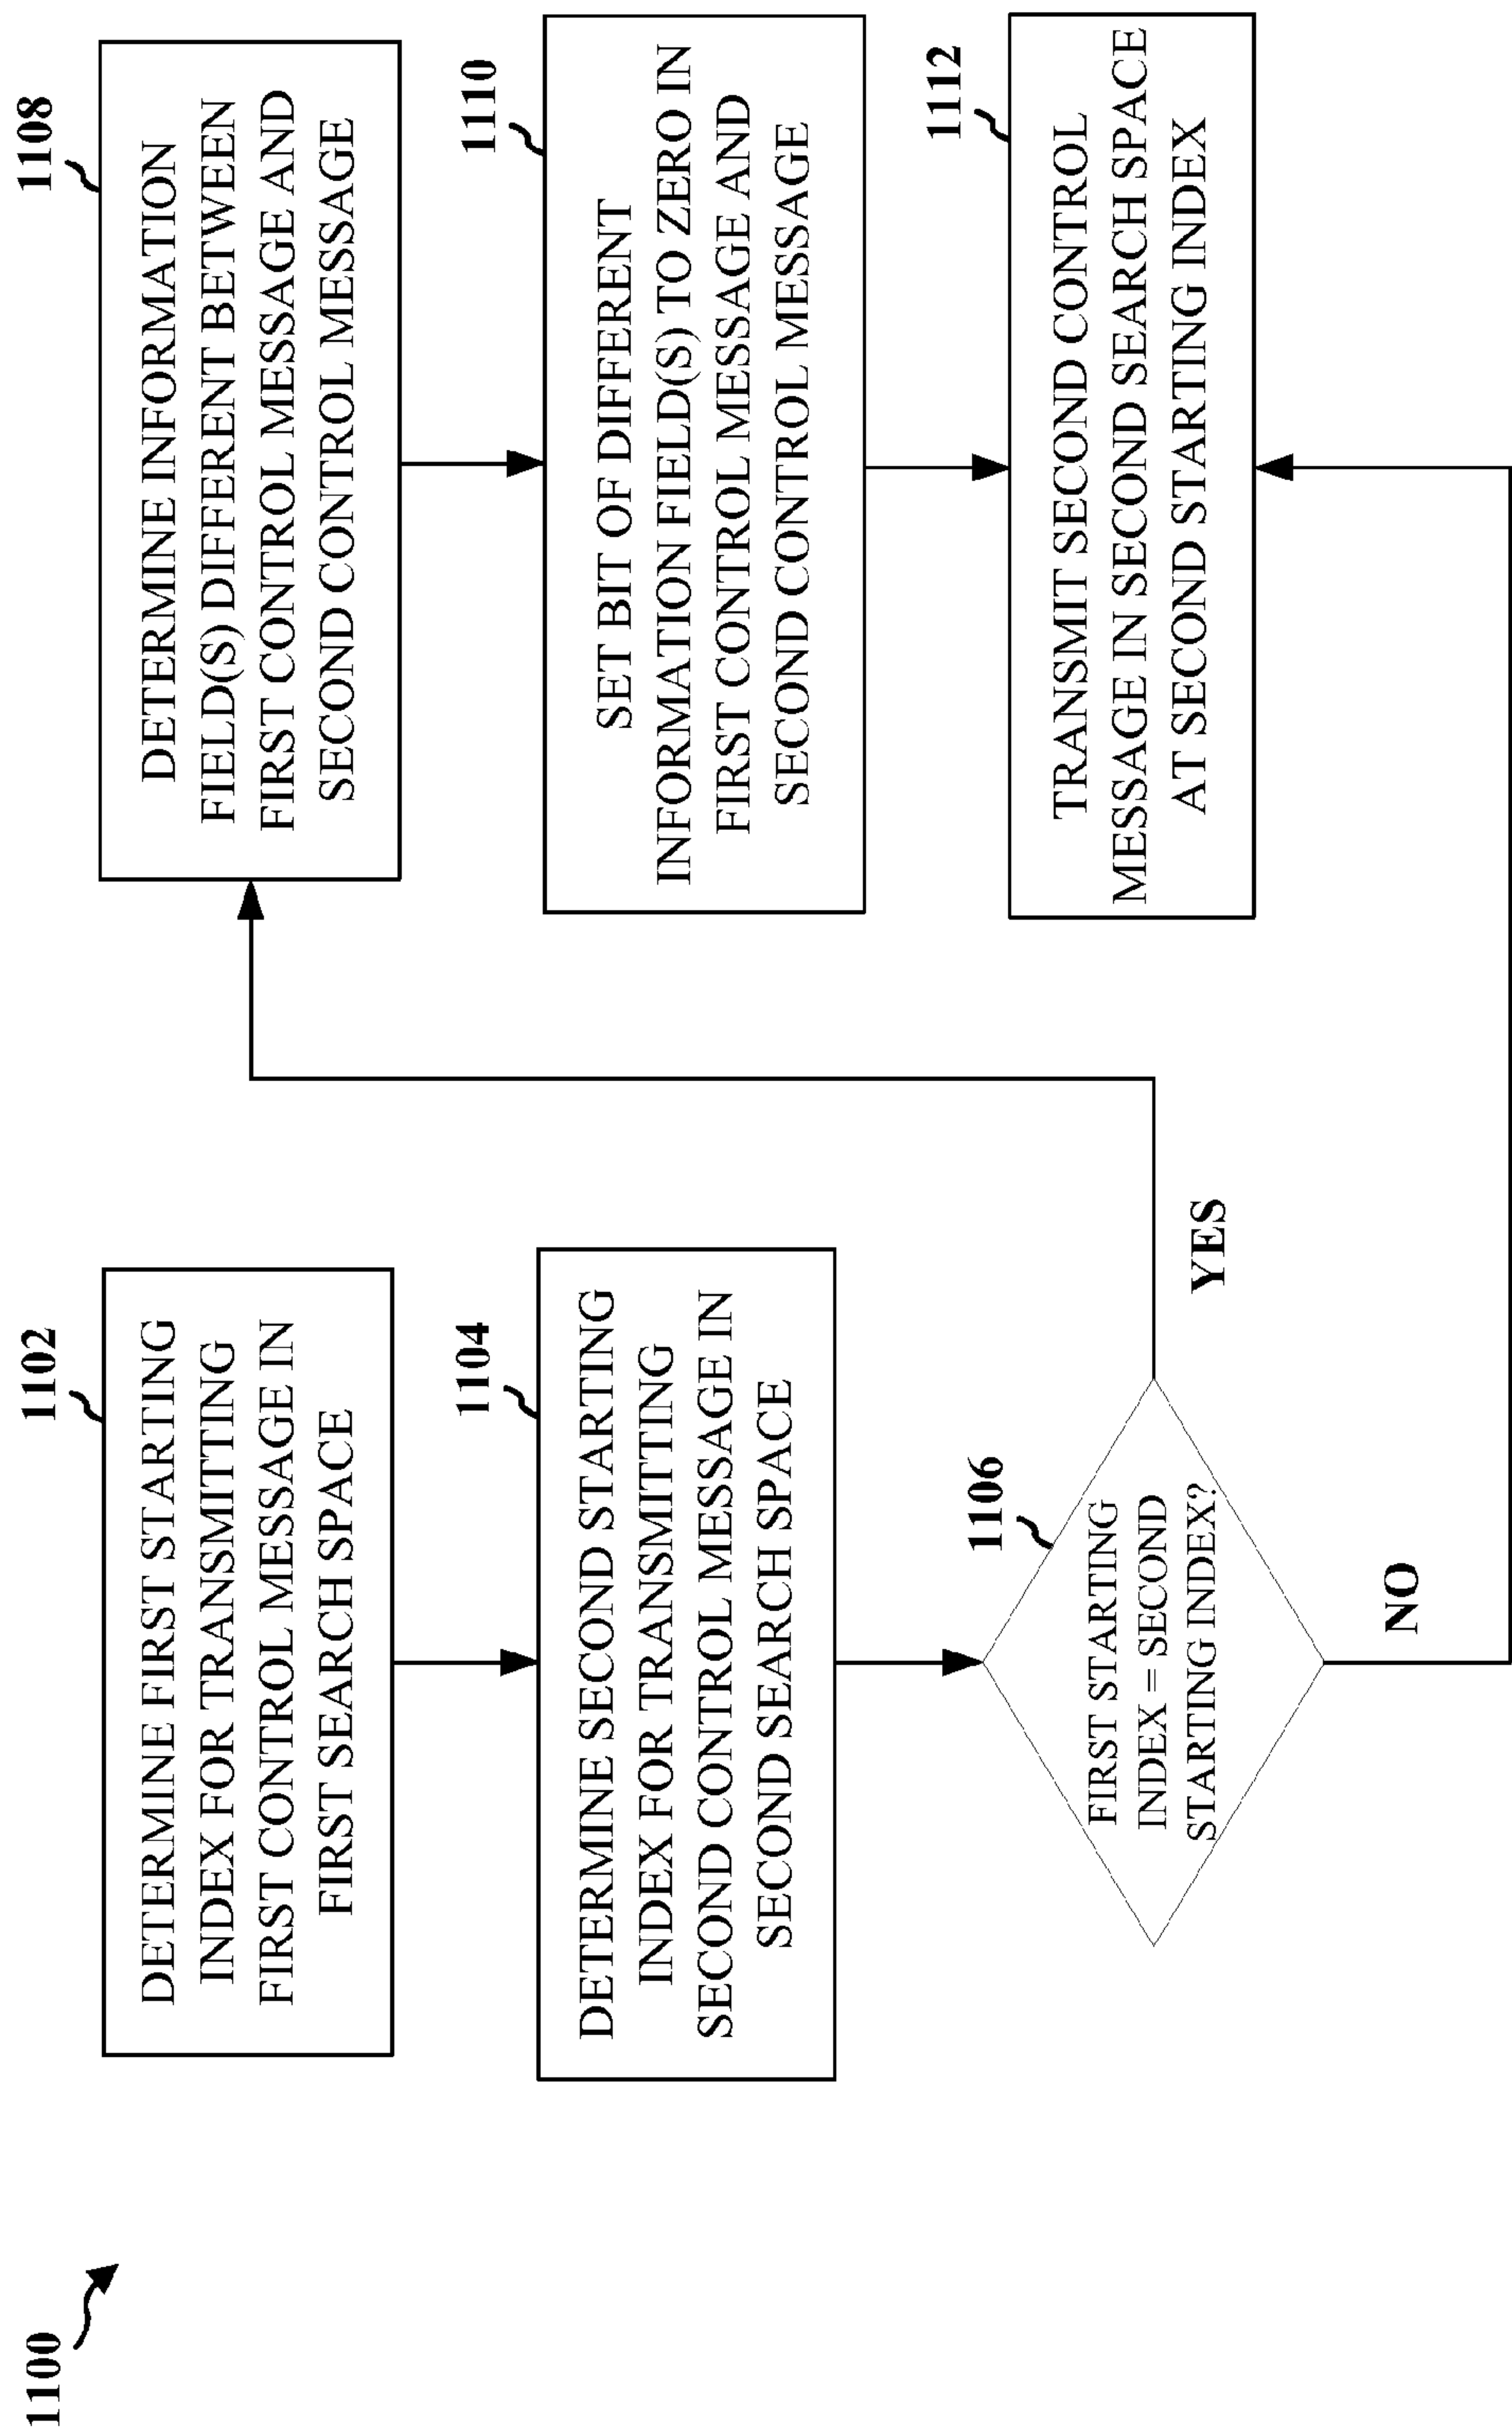 1100
1102
DETERMINE FIRST STARTING
INDEX FOR TRANSMITTING
FIRST CONTROL MESSAGE IN
FIRST SEARCH SPACE
1104
DETERMINE SECOND STARTING
INDEX FOR TRANSMITTING
SECOND CONTROL MESSAGE IN
SECOND SEARCH SPACE
1106
FIRST STARTING
INDEX = SECOND
STARTING INDEX?
YES
NO
1108
DETERMINE INFORMATION
FIELD(S) DIFFERENT BETWEEN
FIRST CONTROL MESSAGE AND
SECOND CONTROL MESSAGE
1110
SET BIT OF DIFFERENT
INFORMATION FIELD(S) TO ZERO IN
FIRST CONTROL MESSAGE AND
SECOND CONTROL MESSAGE
1112
TRANSMIT SECOND CONTROL
MESSAGE IN SECOND SEARCH SPACE
AT SECOND STARTING INDEX